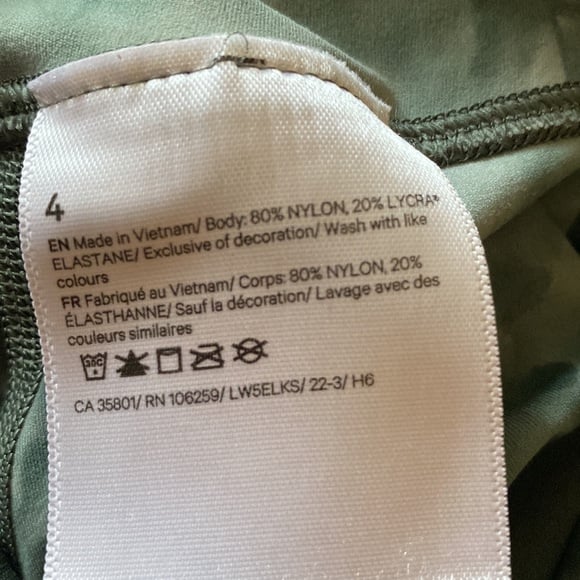 4
EN Made in Vietnam/ Body: 80% NYLON, 20% LYCRA®
ELASTANE/ Exclusive of decoration/ Wash with like
colours
FR Fabriqué au Vietnam/ Corps: 80% NYLON, 20%
ÉLASTHANNE/ Sauf la décoration/ Lavage avec des
couleurs similaires
30C
CA 35801/ RN 106259/ LW5ELKS/ 22-3/ H6